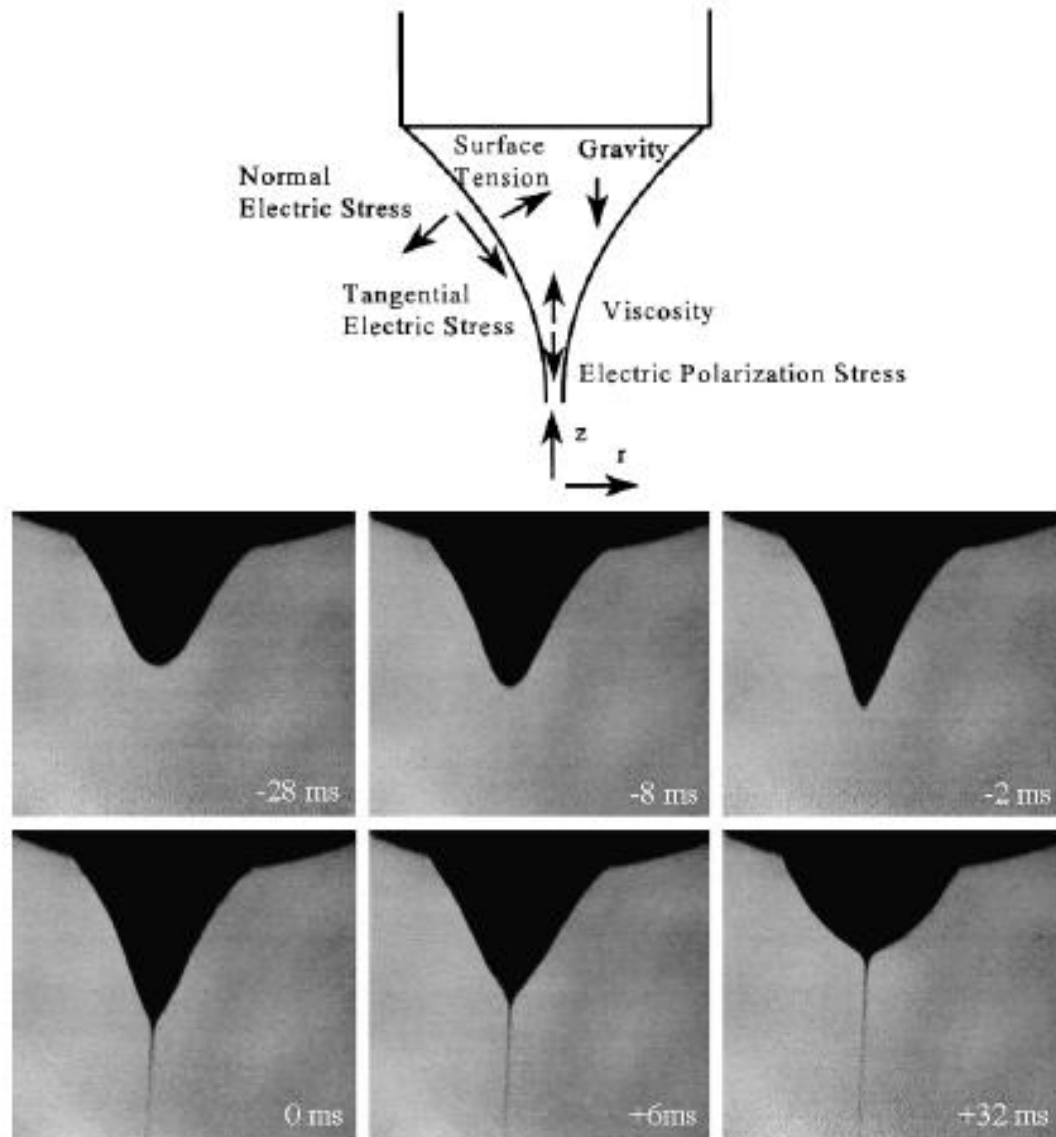 Surface
Tension
Gravity
Normal
Electric Stress
Tangential
Electric Stress
Viscosity
Electric Polarization Stress
z
r
-28 ms
-8 ms
-2 ms
0 ms
+6ms
+32 ms